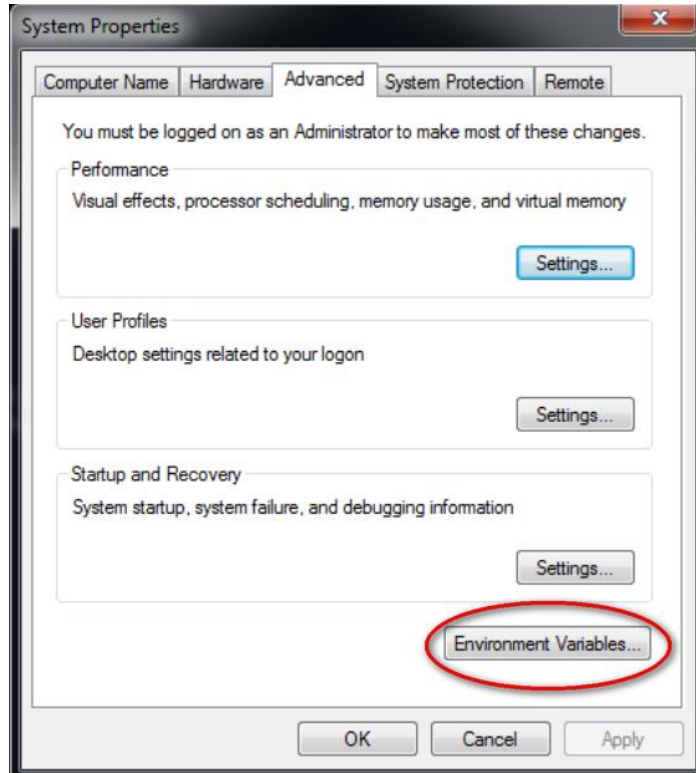 System Properties
Computer Name Hardware Advanced System Protection Remote
You must be logged on as an Administrator to make most of these changes.
Performance
Visual effects, processor scheduling, memory usage, and virtual memory
Settings...
User Profiles
Desktop settings related to your logon
Settings...
Startup and Recovery
System startup, system failure, and debugging information
Settings...
Environment Variables...
OK Cancel Apply